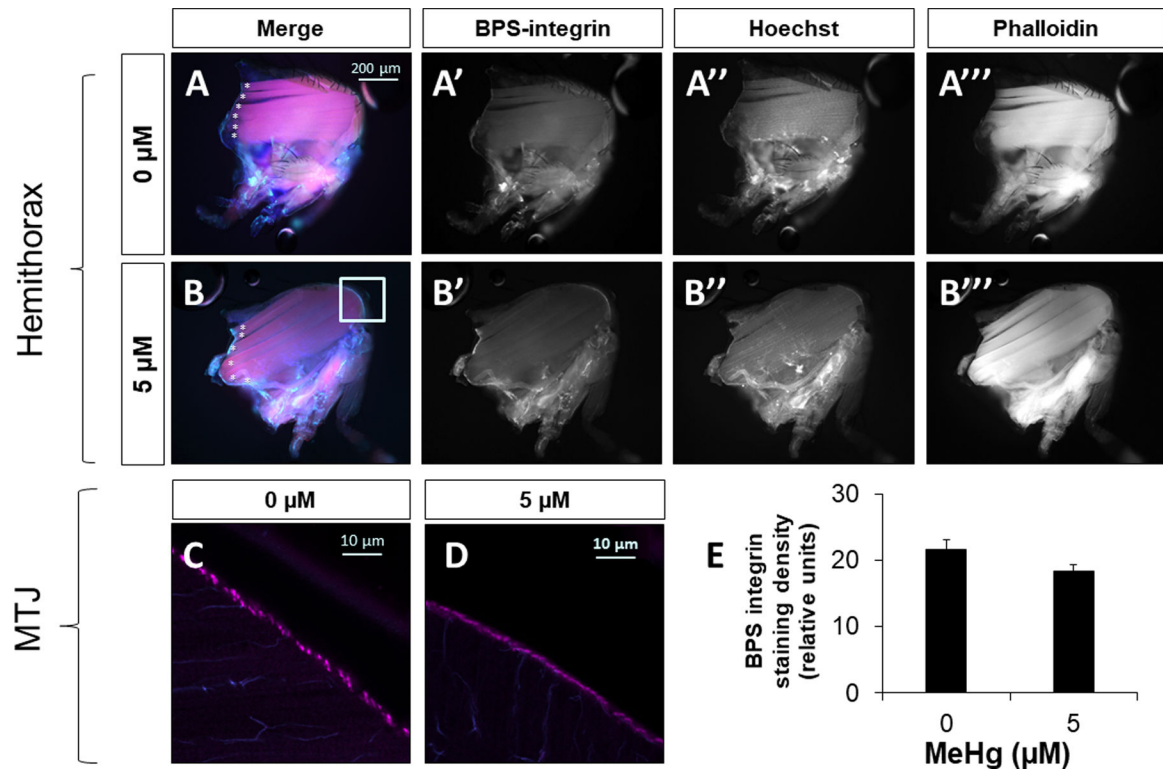 Merge
BPS-integrin
Hoechst
Phalloidin
Hemithorax
0 µM
A
200 µm
* * * * * *
A'
A''
A'''
5 µM
B
* * * * * *
B'
B''
B'''
MTJ
0 µM
5 µM
C
10 µm
D
10 µm
E
BPS integrin
staining density
(relative units)
30
20
10
0
0
5
MeHg (µM)